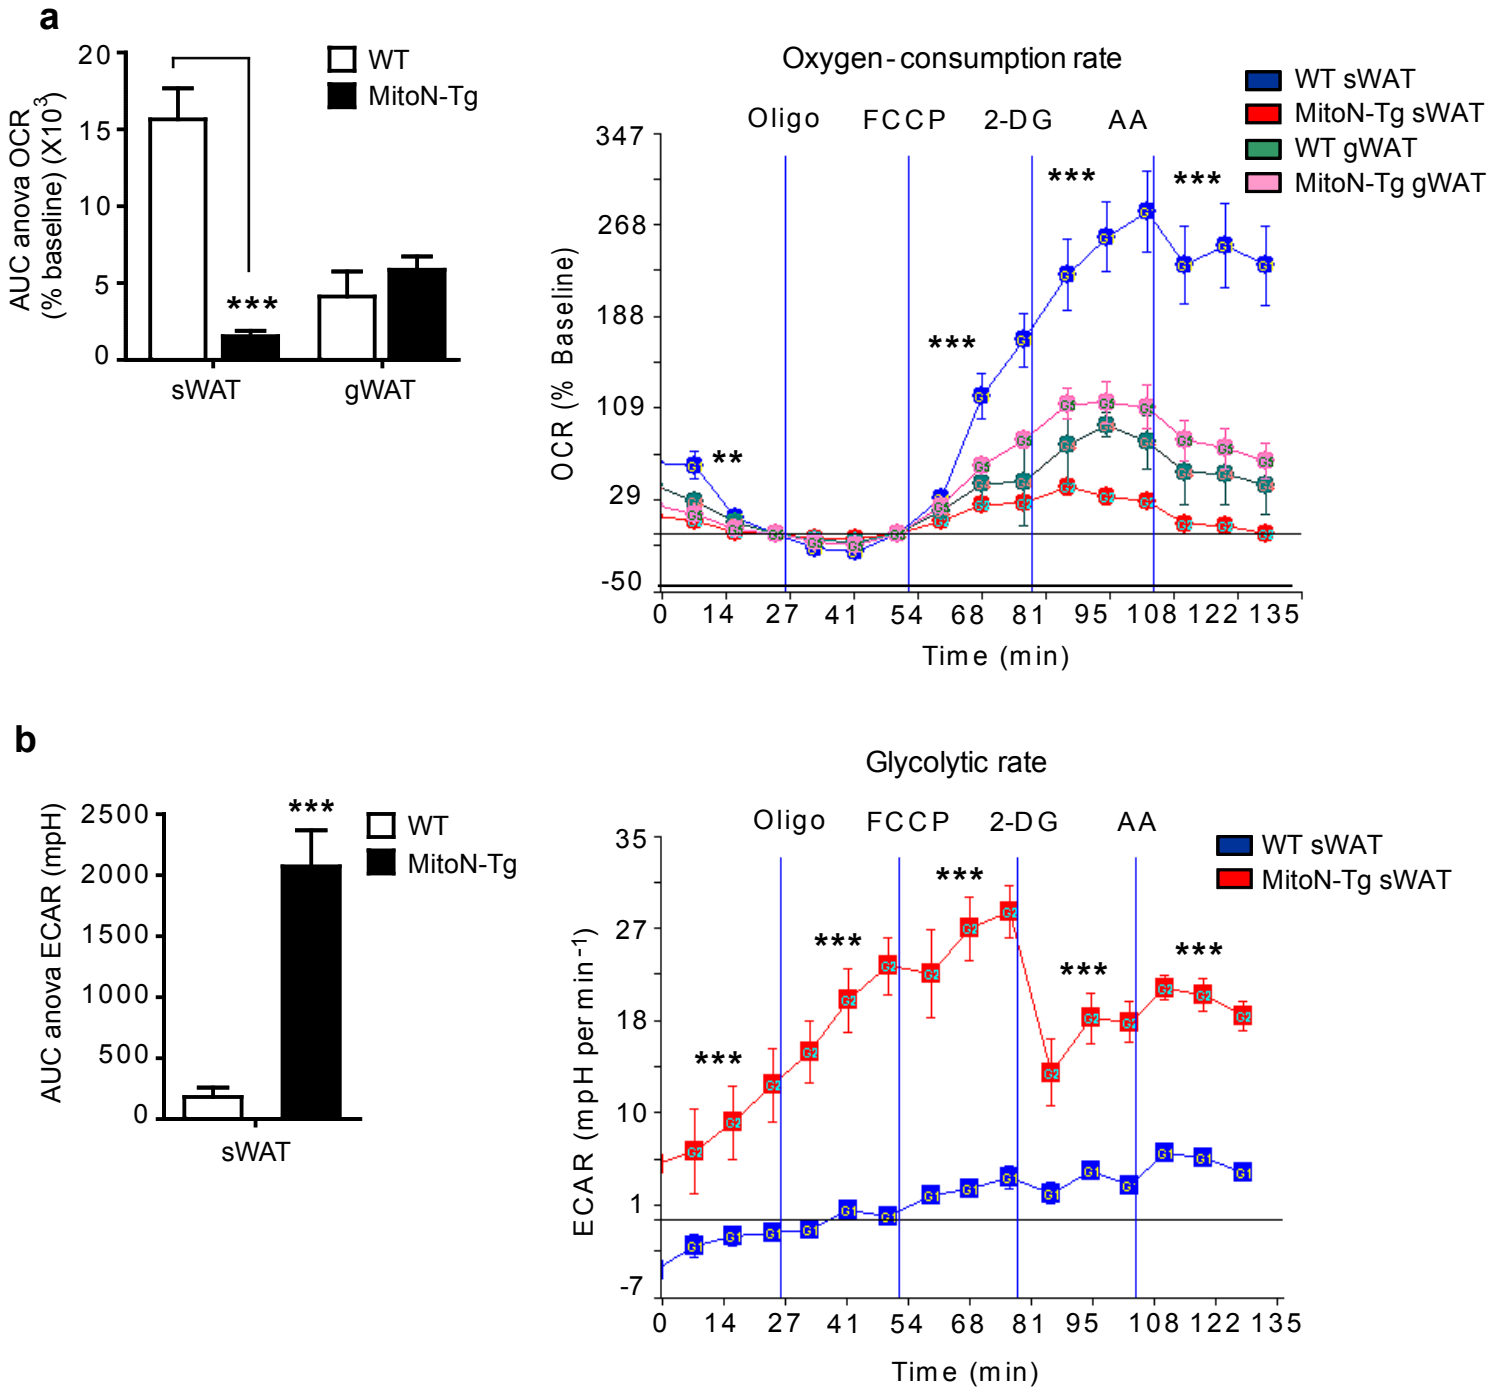 a
AUC anova OCR
(% baseline) (X10³)
20
15
10
5
0
***
sWAT
gWAT
WT
MitoN-Tg
Oxygen-consumption rate
Oligo
FCCP
2-DG
AA
WT sWAT
MitoN-Tg sWAT
WT gWAT
MitoN-Tg gWAT
OCR (% Baseline)
347
268
188
109
29
-50
**
***
***
***
0 14 27 41 54 68 81 95 108 122 135
Time (min)
b
AUC anova ECAR (mpH)
2500
2000
1500
1000
500
0
***
sWAT
WT
MitoN-Tg
Glycolytic rate
Oligo
FCCP
2-DG
AA
WT sWAT
MitoN-Tg sWAT
ECAR (mpH per min⁻¹)
35
27
18
10
1
-7
***
***
***
***
***
0 14 27 41 54 68 81 95 108 122 135
Time (min)